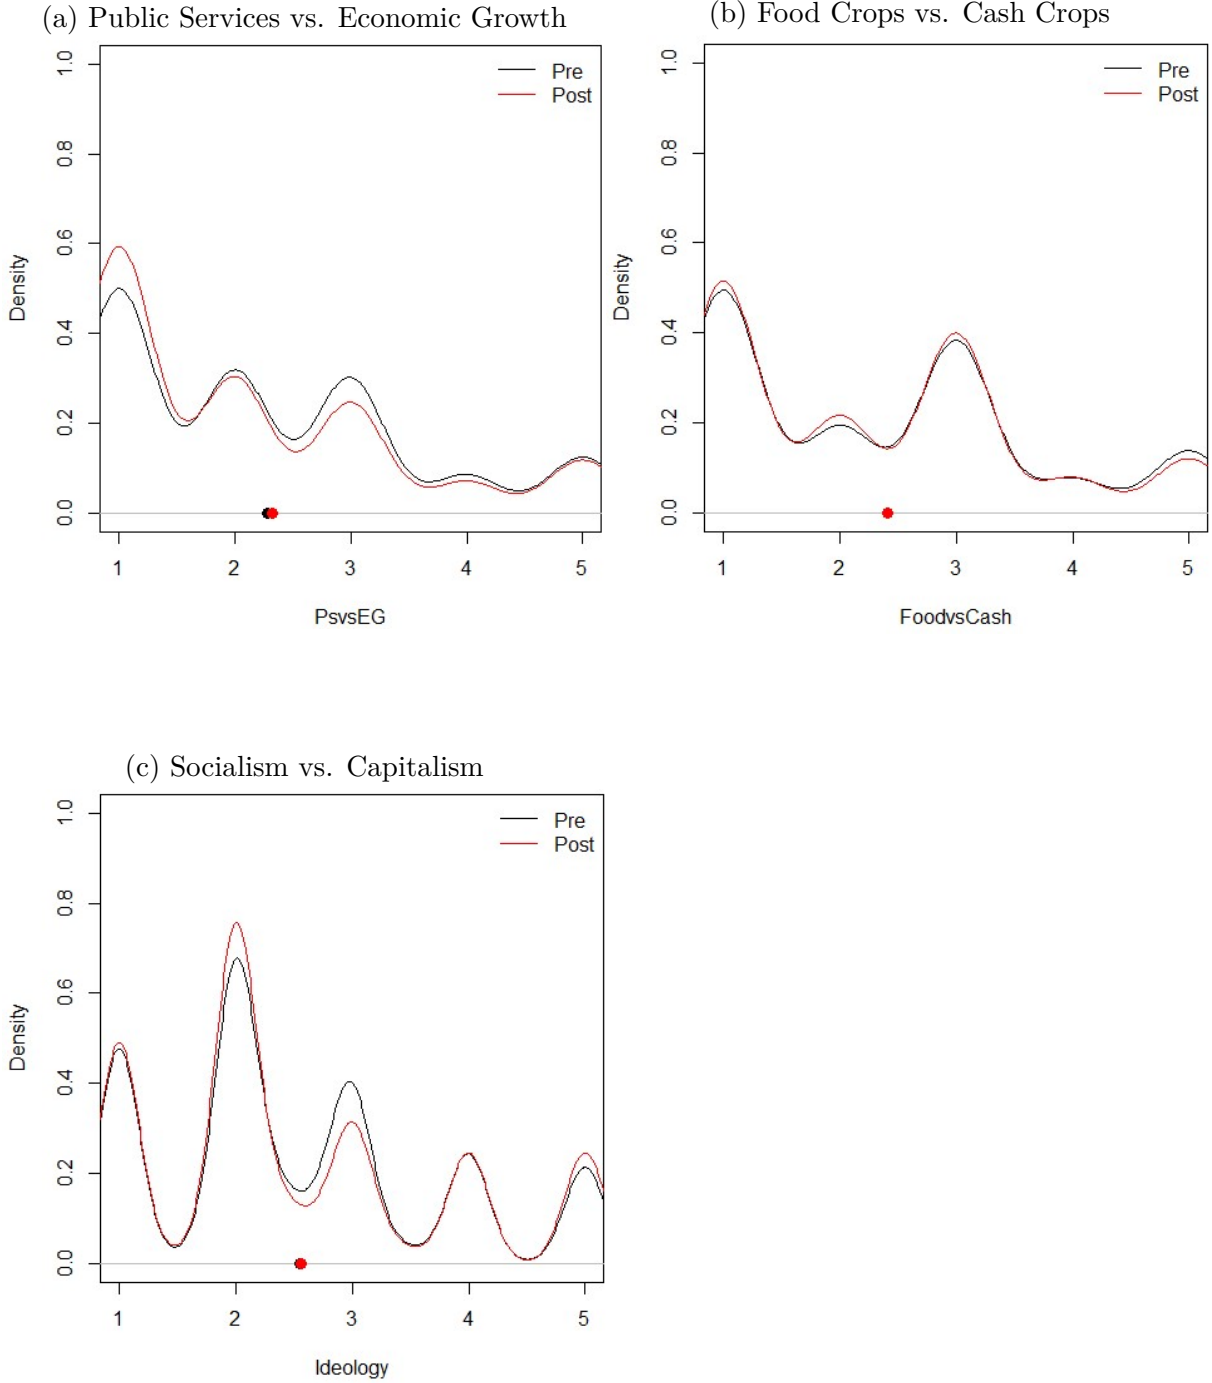 (a) Public Services vs. Economic Growth
Pre
Post
1.0
0.8
0.6
0.4
0.2
0.0
Density
1 2 3 4 5
PsvsEG
(b) Food Crops vs. Cash Crops
Pre
Post
1.0
0.8
0.6
0.4
0.2
0.0
Density
1 2 3 4 5
FoodvsCash
(c) Socialism vs. Capitalism
Pre
Post
1.0
0.8
0.6
0.4
0.2
0.0
Density
1 2 3 4 5
Ideology